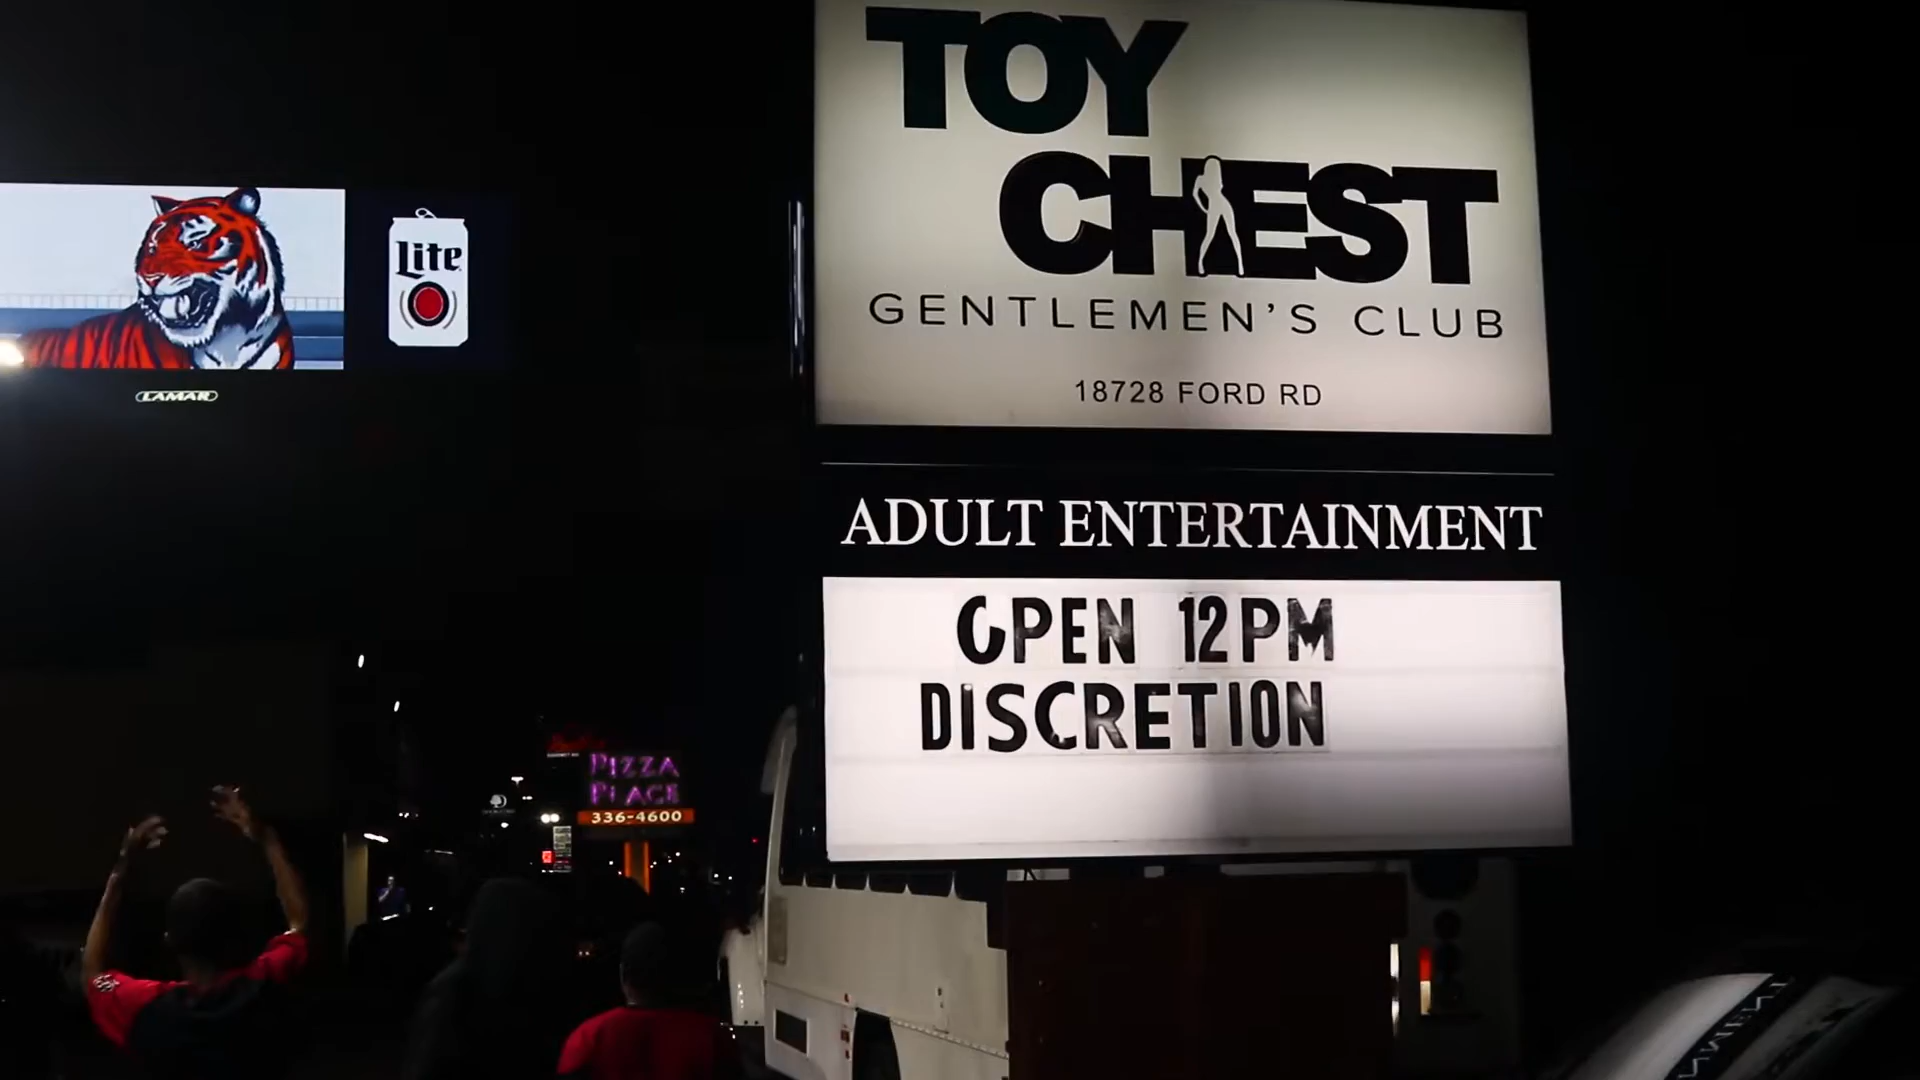 TOY
CHEST
GENTLEMEN'S CLUB
18728 FORD RD
ADULT ENTERTAINMENT
OPEN 12PM
DISCRETION
Lite
LAMAR
PIZZA
PLACE
336-4600